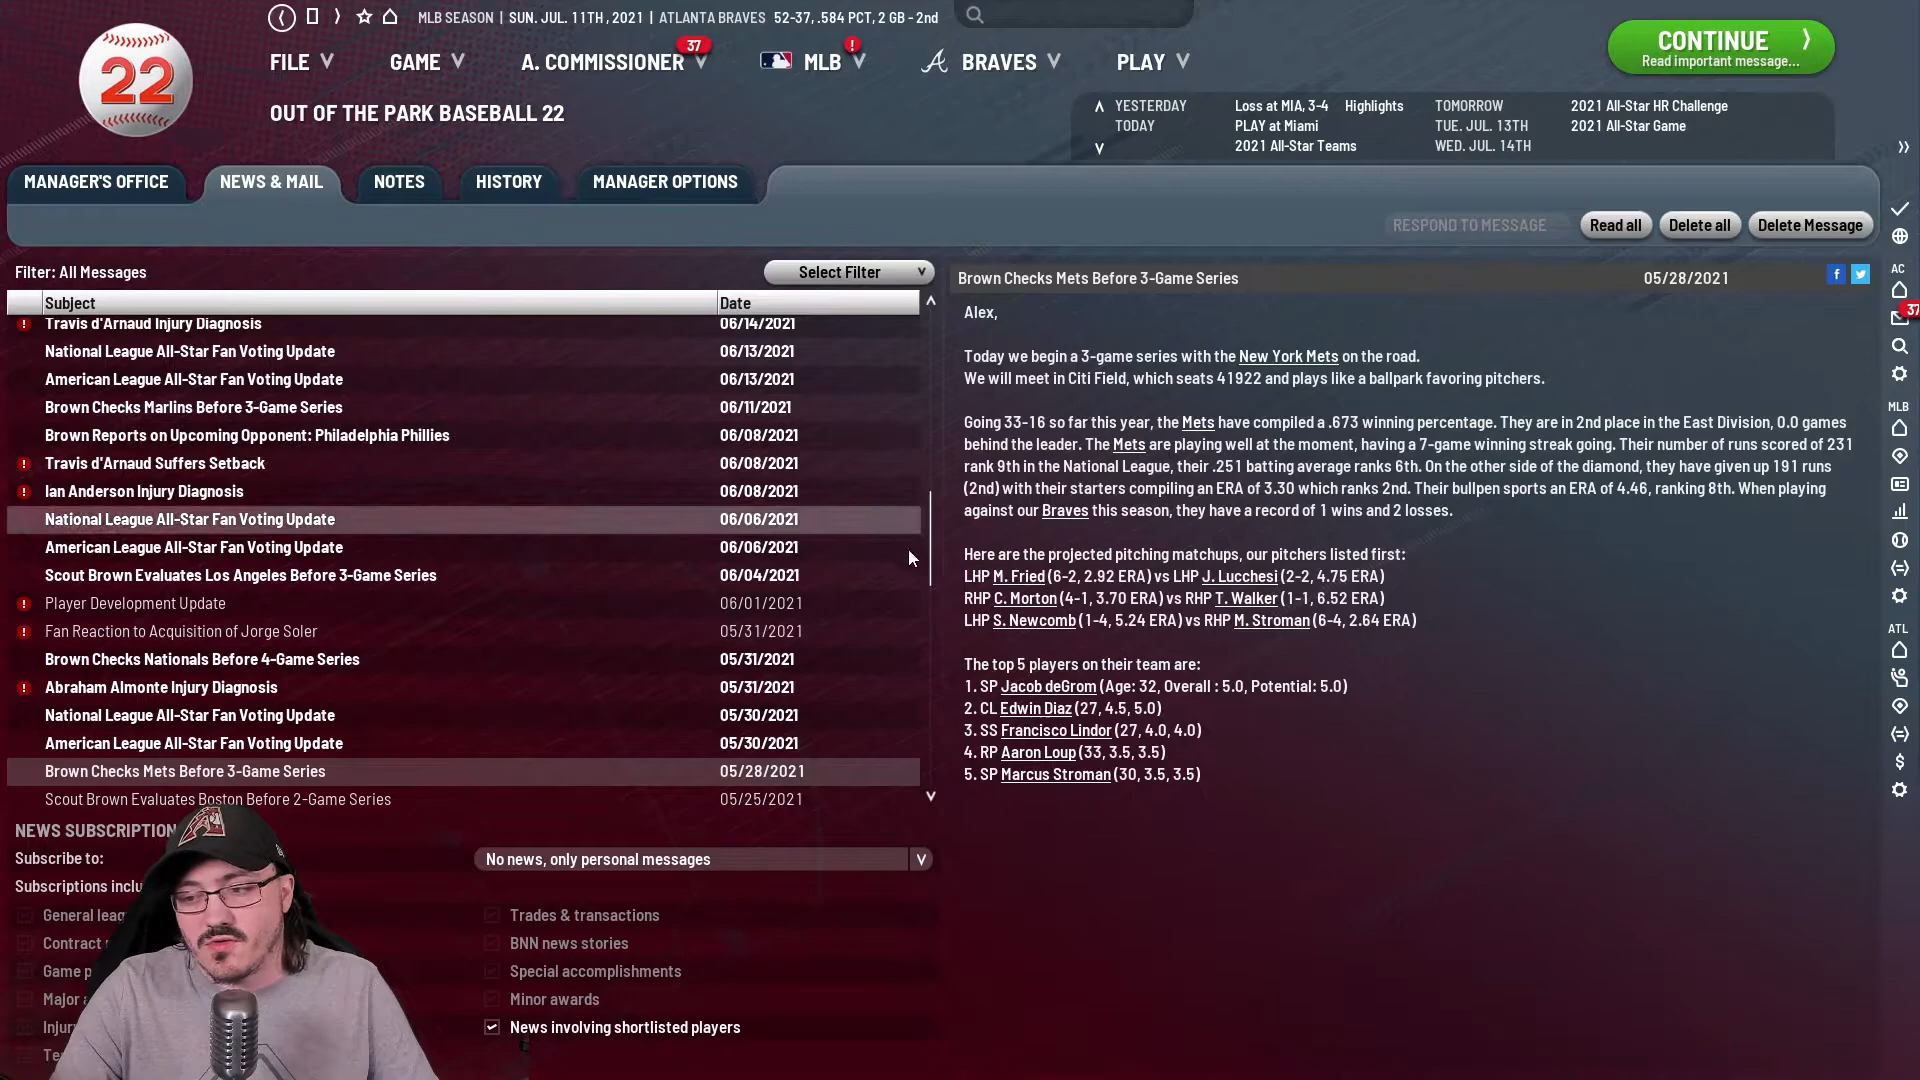 MLB SEASON | SUN. JUL. 11TH, 2021 | ATLANTA BRAVES 52-37, .584 PCT, 2 GB - 2nd
22
FILE GAME A. COMMISSIONER 37 MLB ! BRAVES PLAY
CONTINUE
Read important message...
OUT OF THE PARK BASEBALL 22
YESTERDAY Loss at MIA, 3-4 Highlights TOMORROW 2021 All-Star HR Challenge
TODAY PLAY at Miami TUE. JUL. 13TH 2021 All-Star Game
2021 All-Star Teams WED. JUL. 14TH
MANAGER'S OFFICE NEWS & MAIL NOTES HISTORY MANAGER OPTIONS
RESPOND TO MESSAGE Read all Delete all Delete Message
Filter: All Messages Select Filter
Subject Date
Travis d'Arnaud Injury Diagnosis 06/14/2021
National League All-Star Fan Voting Update 06/13/2021
American League All-Star Fan Voting Update 06/13/2021
Brown Checks Marlins Before 3-Game Series 06/11/2021
Brown Reports on Upcoming Opponent: Philadelphia Phillies 06/08/2021
Travis d'Arnaud Suffers Setback 06/08/2021
Ian Anderson Injury Diagnosis 06/08/2021
National League All-Star Fan Voting Update 06/06/2021
American League All-Star Fan Voting Update 06/06/2021
Scout Brown Evaluates Los Angeles Before 3-Game Series 06/04/2021
Player Development Update 06/01/2021
Fan Reaction to Acquisition of Jorge Soler 05/31/2021
Brown Checks Nationals Before 4-Game Series 05/31/2021
Abraham Almonte Injury Diagnosis 05/31/2021
National League All-Star Fan Voting Update 05/30/2021
American League All-Star Fan Voting Update 05/30/2021
Brown Checks Mets Before 3-Game Series 05/28/2021
Scout Brown Evaluates Boston Before 2-Game Series 05/25/2021
Brown Checks Mets Before 3-Game Series 05/28/2021
Alex,
Today we begin a 3-game series with the New York Mets on the road.
We will meet in Citi Field, which seats 41922 and plays like a ballpark favoring pitchers.
Going 33-16 so far this year, the Mets have compiled a .673 winning percentage. They are in 2nd place in the East Division, 0.0 games
behind the leader. The Mets are playing well at the moment, having a 7-game winning streak going. Their number of runs scored of 231
rank 9th in the National League, their .251 batting average ranks 6th. On the other side of the diamond, they have given up 191 runs
(2nd) with their starters compiling an ERA of 3.30 which ranks 2nd. Their bullpen sports an ERA of 4.46, ranking 8th. When playing
against our Braves this season, they have a record of 1 wins and 2 losses.
Here are the projected pitching matchups, our pitchers listed first:
LHP M. Fried (6-2, 2.92 ERA) vs LHP J. Lucchesi (2-2, 4.75 ERA)
RHP C. Morton (4-1, 3.70 ERA) vs RHP T. Walker (1-1, 6.52 ERA)
LHP S. Newcomb (1-4, 5.24 ERA) vs RHP M. Stroman (6-4, 2.64 ERA)
The top 5 players on their team are:
1. SP Jacob deGrom (Age: 32, Overall : 5.0, Potential: 5.0)
2. CL Edwin Diaz (27, 4.5, 5.0)
3. SS Francisco Lindor (27, 4.0, 4.0)
4. RP Aaron Loup (33, 3.5, 3.5)
5. SP Marcus Stroman (30, 3.5, 3.5)
AC
37
MLB
ATL
NEWS SUBSCRIPTION
Subscribe to: No news, only personal messages
Subscriptions inclu
General leag Trades & transactions
Contract BNN news stories
Game p Special accomplishments
Major a Minor awards
Injur News involving shortlisted players
Te